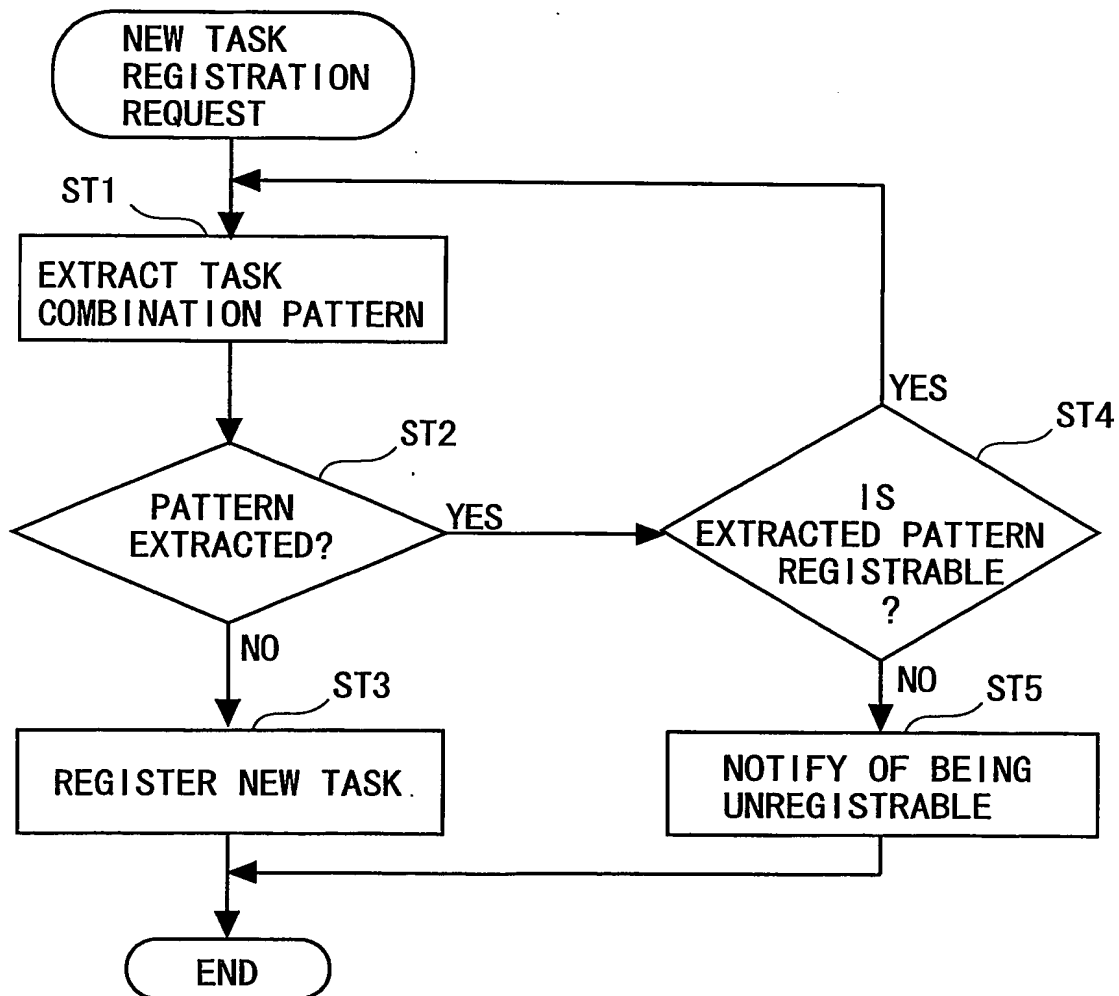 NEW TASK
REGISTRATION
REQUEST
ST1
EXTRACT TASK
COMBINATION PATTERN
ST2
PATTERN
EXTRACTED?
YES
NO
ST3
REGISTER NEW TASK
YES
ST4
IS
EXTRACTED PATTERN
REGISTRABLE
?
NO
ST5
NOTIFY OF BEING
UNREGISTRABLE
END